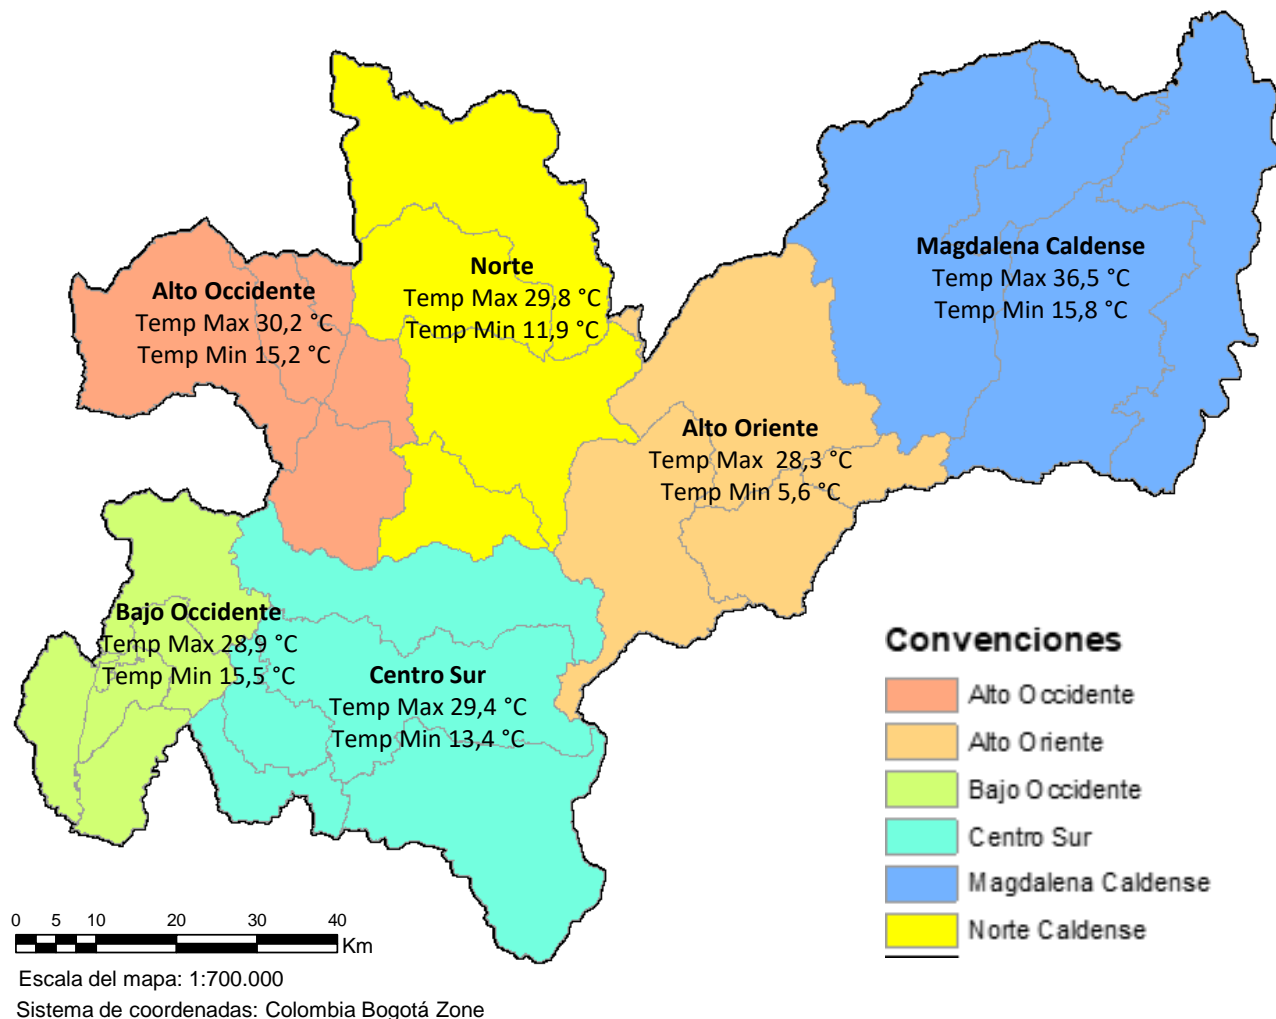 Magdalena Caldense
Temp Max 36,5 °C
Temp Min 15,8 °C
Norte
Temp Max 29,8 °C
Temp Min 11,9 °C
Alto Occidente
Temp Max 30,2 °C
Temp Min 15,2 °C
Alto Oriente
Temp Max 28,3 °C
Temp Min 5,6 °C
Bajo Occidente
Temp Max 28,9 °C
Temp Min 15,5 °C
Centro Sur
Temp Max 29,4 °C
Temp Min 13,4 °C
Convenciones
Alto Occidente
Alto Oriente
Bajo Occidente
Centro Sur
Magdalena Caldense
Norte Caldense
0 5 10 20 30 40
Km
Escala del mapa: 1:700.000
Sistema de coordenadas: Colombia Bogotá Zone